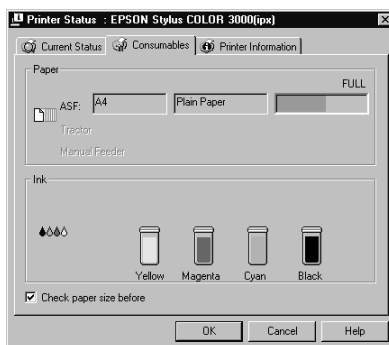 Printer Status : EPSON Stylus COLOR 3000(ipx)
Current Status Consumables Printer Information
Paper
FULL
ASF: A4 Plain Paper
Tractor
Manual Feeder
Ink
Yellow Magenta Cyan Black
Check paper size before
OK Cancel Help